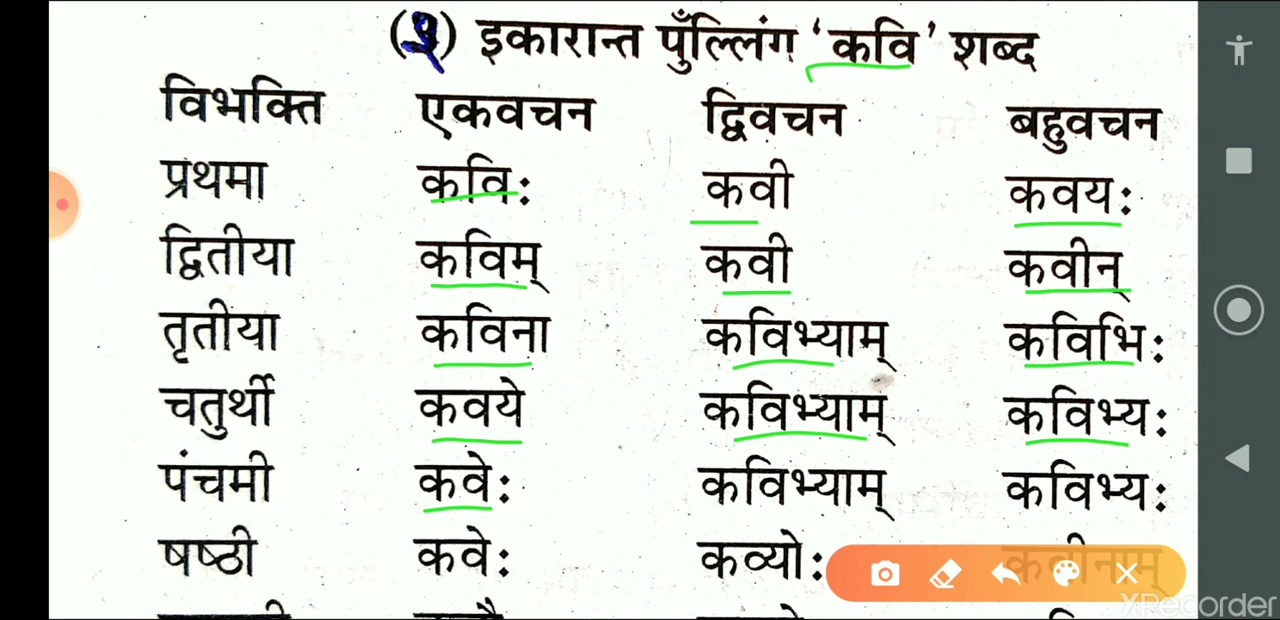 ( ) इकारान्त पुँल्लिंग ‘कवि’ शब्द
विभक्ति एकवचन द्विवचन बहुवचन
प्रथमा कविः कवी कवयः
द्वितीया कविम् कवी कवीन्
तृतीया कविना कविभ्याम् कविभिः
चतुर्थी कवये कविभ्याम् कविभ्यः
पंचमी कवेः कविभ्याम् कविभ्यः
षष्ठी कवेः कव्योः कवीनाम्
XRecorder